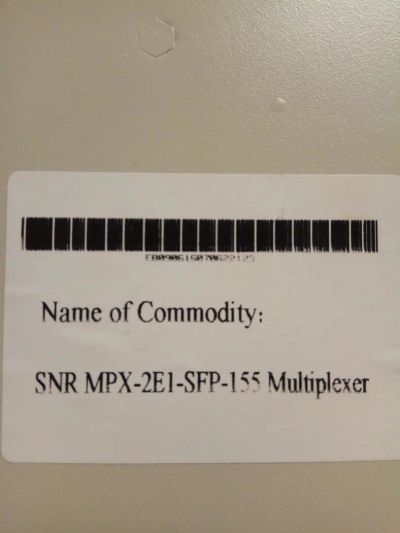 Name of Commodity:
SNR MPX-2E1-SFP-155 Multiplexer